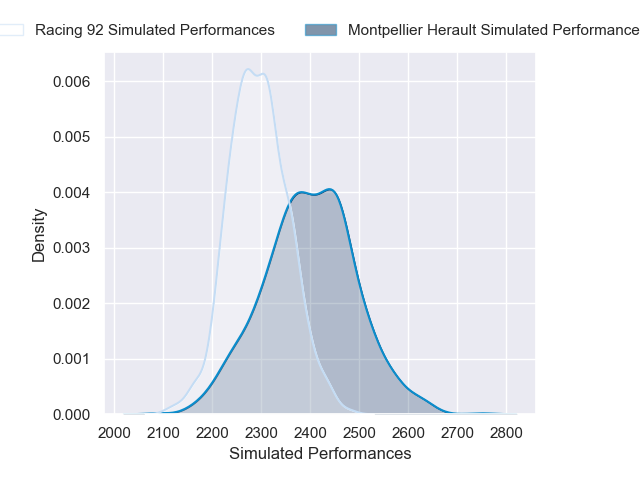 Racing 92 Simulated Performances
Montpellier Herault Simulated Performance
0.006
0.005
0.004
0.003
0.002
0.001
0.000
Density
2000 2100 2200 2300 2400 2500 2600 2700 2800
Simulated Performances